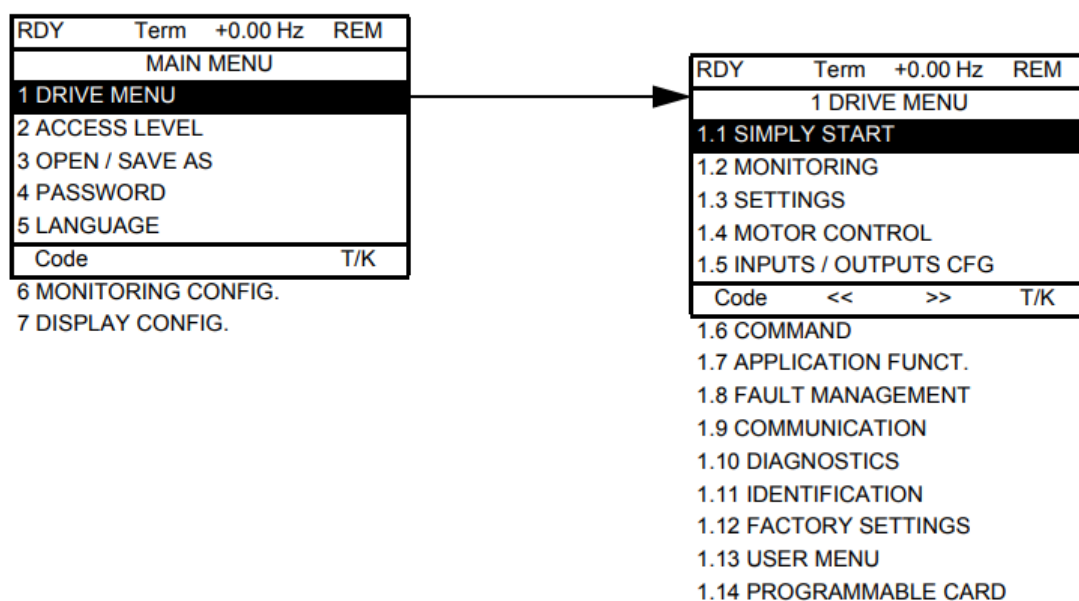 RDY Term +0.00 Hz REM
MAIN MENU
1 DRIVE MENU
2 ACCESS LEVEL
3 OPEN / SAVE AS
4 PASSWORD
5 LANGUAGE
Code T/K
6 MONITORING CONFIG.
7 DISPLAY CONFIG.
RDY Term +0.00 Hz REM
1 DRIVE MENU
1.1 SIMPLY START
1.2 MONITORING
1.3 SETTINGS
1.4 MOTOR CONTROL
1.5 INPUTS / OUTPUTS CFG
Code << >> T/K
1.6 COMMAND
1.7 APPLICATION FUNCT.
1.8 FAULT MANAGEMENT
1.9 COMMUNICATION
1.10 DIAGNOSTICS
1.11 IDENTIFICATION
1.12 FACTORY SETTINGS
1.13 USER MENU
1.14 PROGRAMMABLE CARD